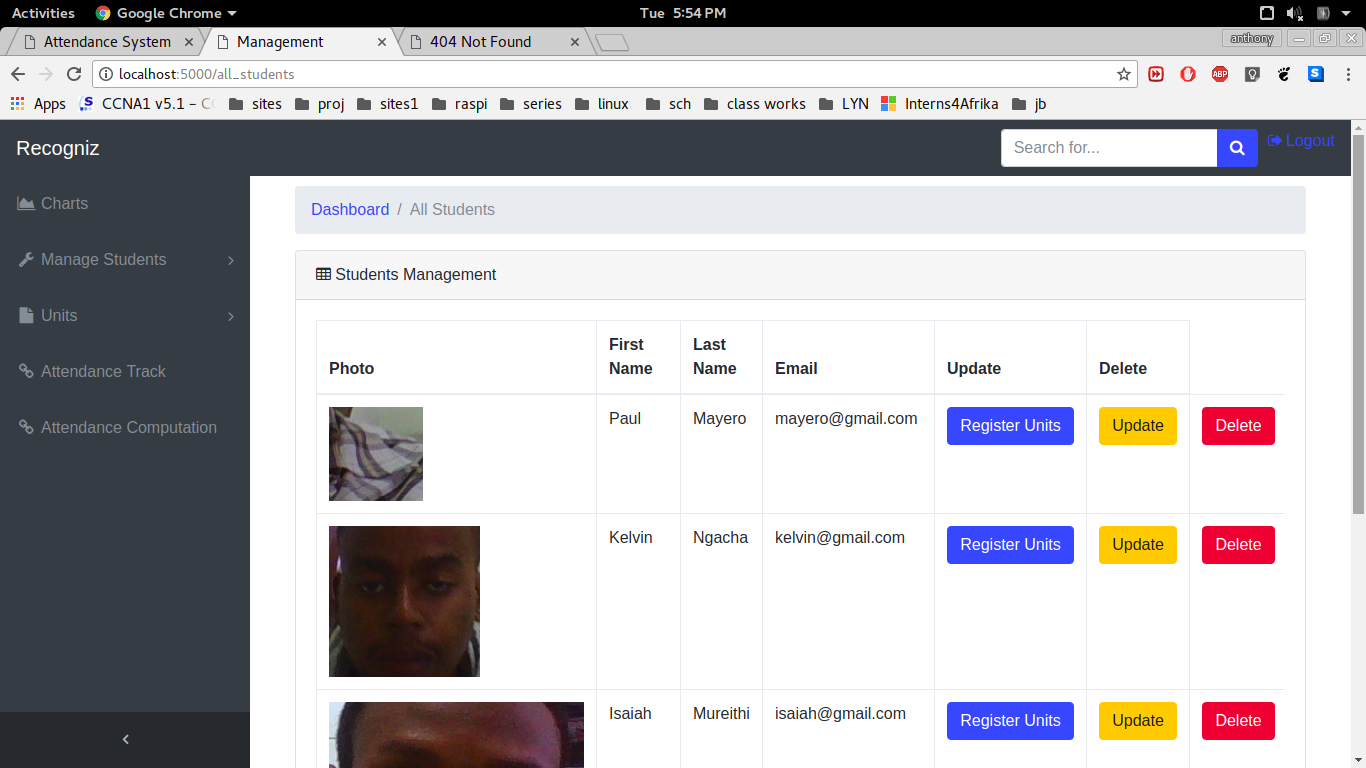 Activities Google Chrome Tue 5:54 PM
Attendance System Management 404 Not Found anthony
localhost:5000/all_students ABP S
Apps S CCNA1 v5.1 – CC sites proj sites1 raspi series linux sch class works LYN Interns4Afrika jb
Recogniz Search for... Logout
Charts
Manage Students
Units
Attendance Track
Attendance Computation
Dashboard / All Students
Students Management
Photo First Name Last Name Email Update Delete
Paul Mayero mayero@gmail.com Register Units Update Delete
Kelvin Ngacha kelvin@gmail.com Register Units Update Delete
Isaiah Mureithi isaiah@gmail.com Register Units Update Delete